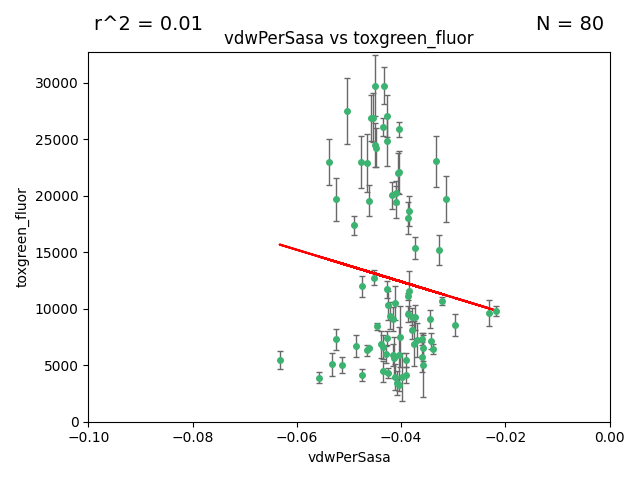 r^2 = 0.01
N = 80
vdwPerSasa vs toxgreen_fluor
toxgreen_fluor
30000
25000
20000
15000
10000
5000
0
−0.10
−0.08
−0.06
−0.04
−0.02
0.00
vdwPerSasa